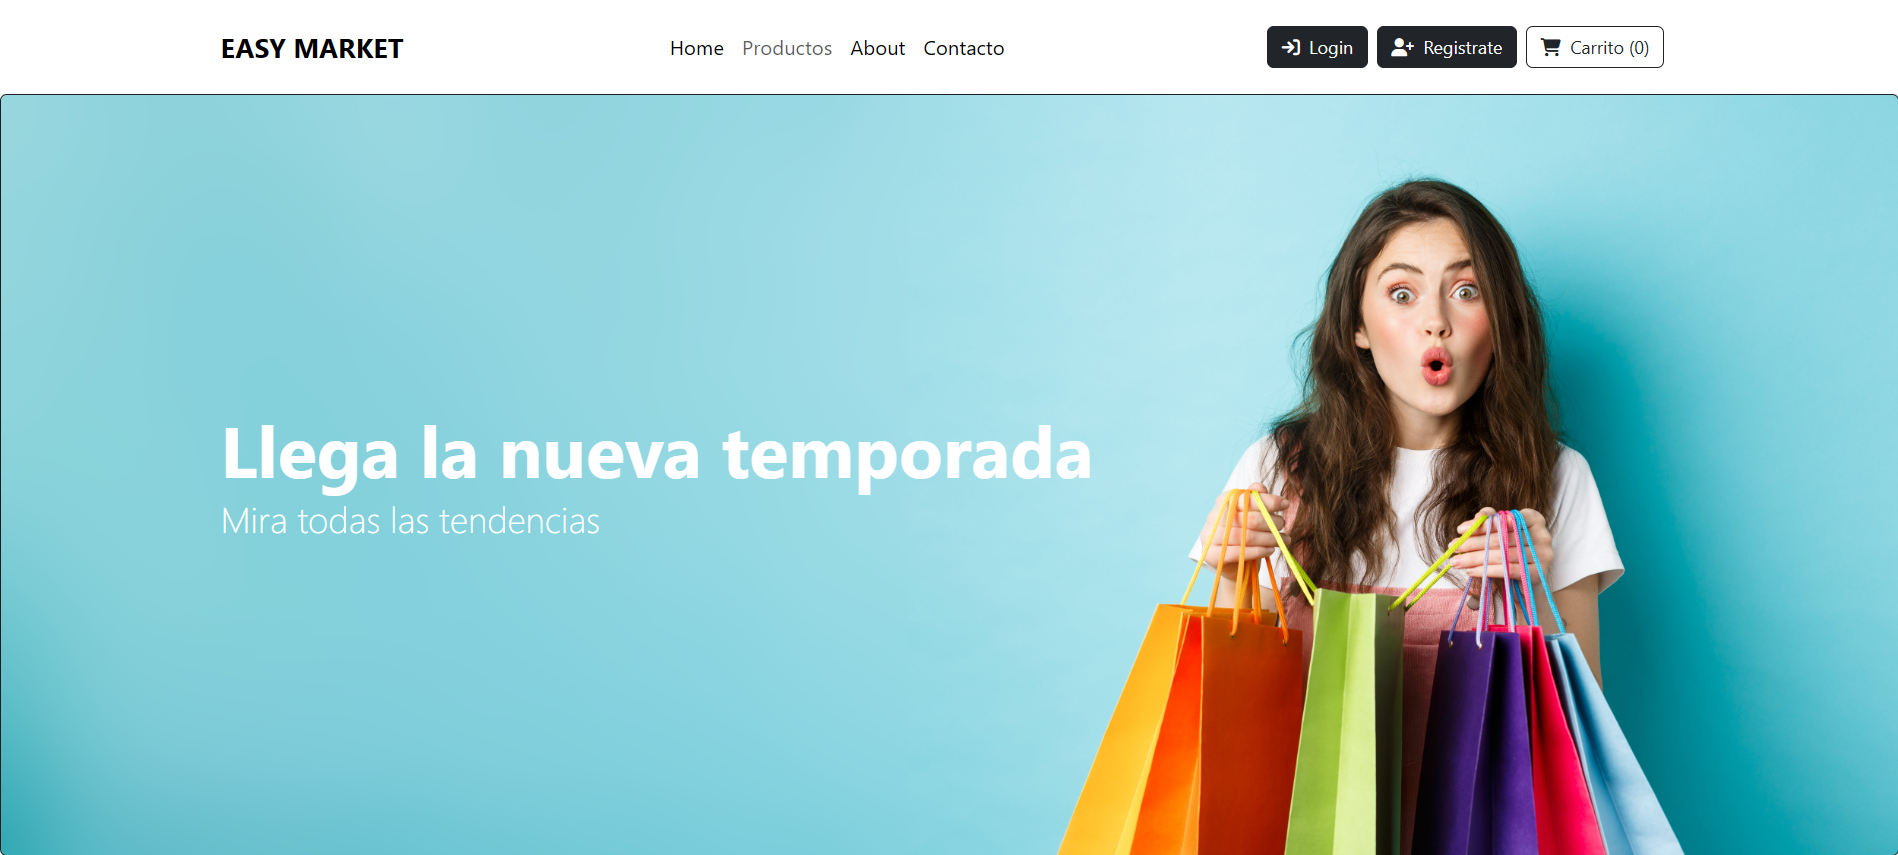 EASY MARKET
Home Productos About Contacto
Login Registrate Carrito (0)
Llega la nueva temporada
Mira todas las tendencias